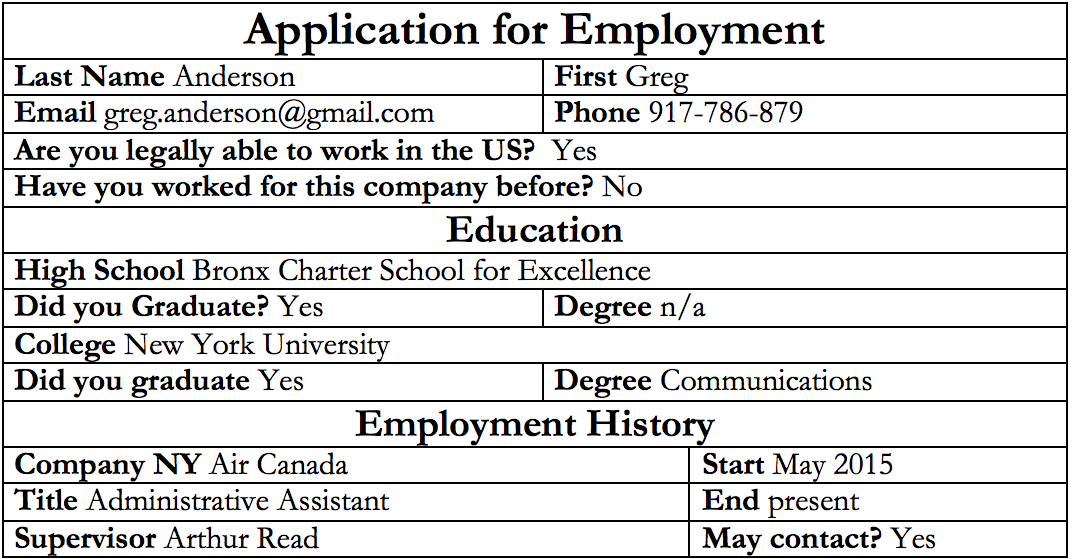 Application for Employment
Last Name Anderson First Greg
Email greg.anderson@gmail.com Phone 917-786-879
Are you legally able to work in the US? Yes
Have you worked for this company before? No
Education
High School Bronx Charter School for Excellence
Did you Graduate? Yes Degree n/a
College New York University
Did you graduate Yes Degree Communications
Employment History
Company NY Air Canada Start May 2015
Title Administrative Assistant End present
Supervisor Arthur Read May contact? Yes